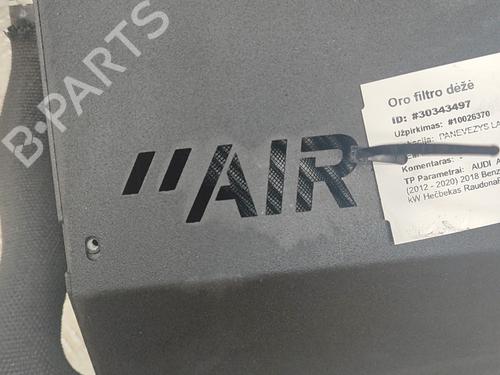 B-PARTS
Oro filtro dėžė
ID: #30343497
Užpirkimas: #10026370
PANEVEZYS LA
AIR
Komentaras: -
TP Parametrai: AUDI A
(2012 - 2020) 2018 Benz
kW Hečbekas Raudona